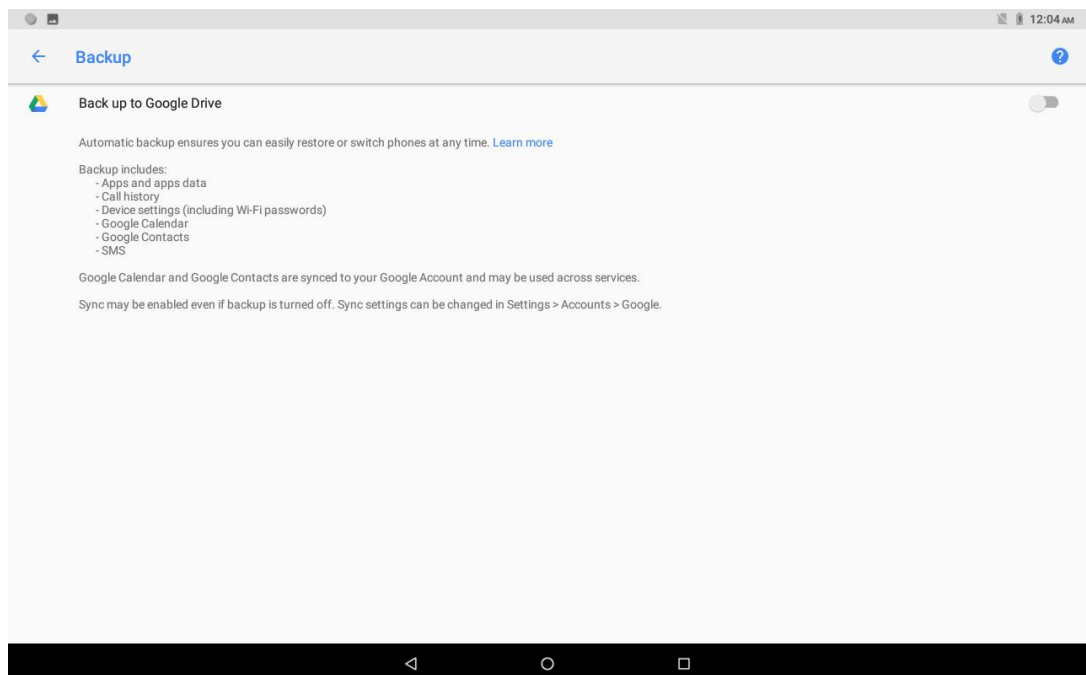 12:04 AM
Backup
?
Back up to Google Drive
Automatic backup ensures you can easily restore or switch phones at any time. Learn more
Backup includes:
- Apps and apps data
- Call history
- Device settings (including Wi-Fi passwords)
- Google Calendar
- Google Contacts
- SMS
Google Calendar and Google Contacts are synced to your Google Account and may be used across services.
Sync may be enabled even if backup is turned off. Sync settings can be changed in Settings > Accounts > Google.